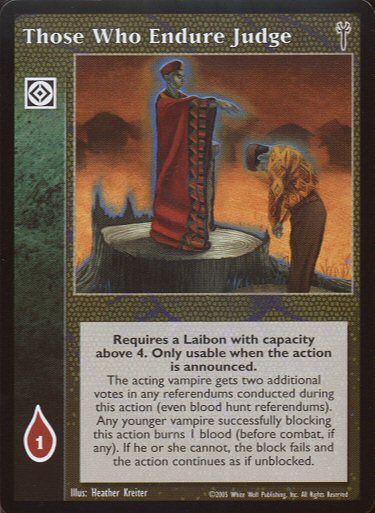 Those Who Endure Judge
Requires a Laibon with capacity
above 4. Only usable when the action
is announced.
The acting vampire gets two additional
votes in any referendums conducted during
this action (even blood hunt referendums).
Any younger vampire successfully blocking
this action burns 1 blood (before combat, if
any). If he or she cannot, the block fails and
the action continues as if unblocked.
1
Illus: Heather Kreiter
©2005 White Wolf Publishing, Inc. All Rights Reserved